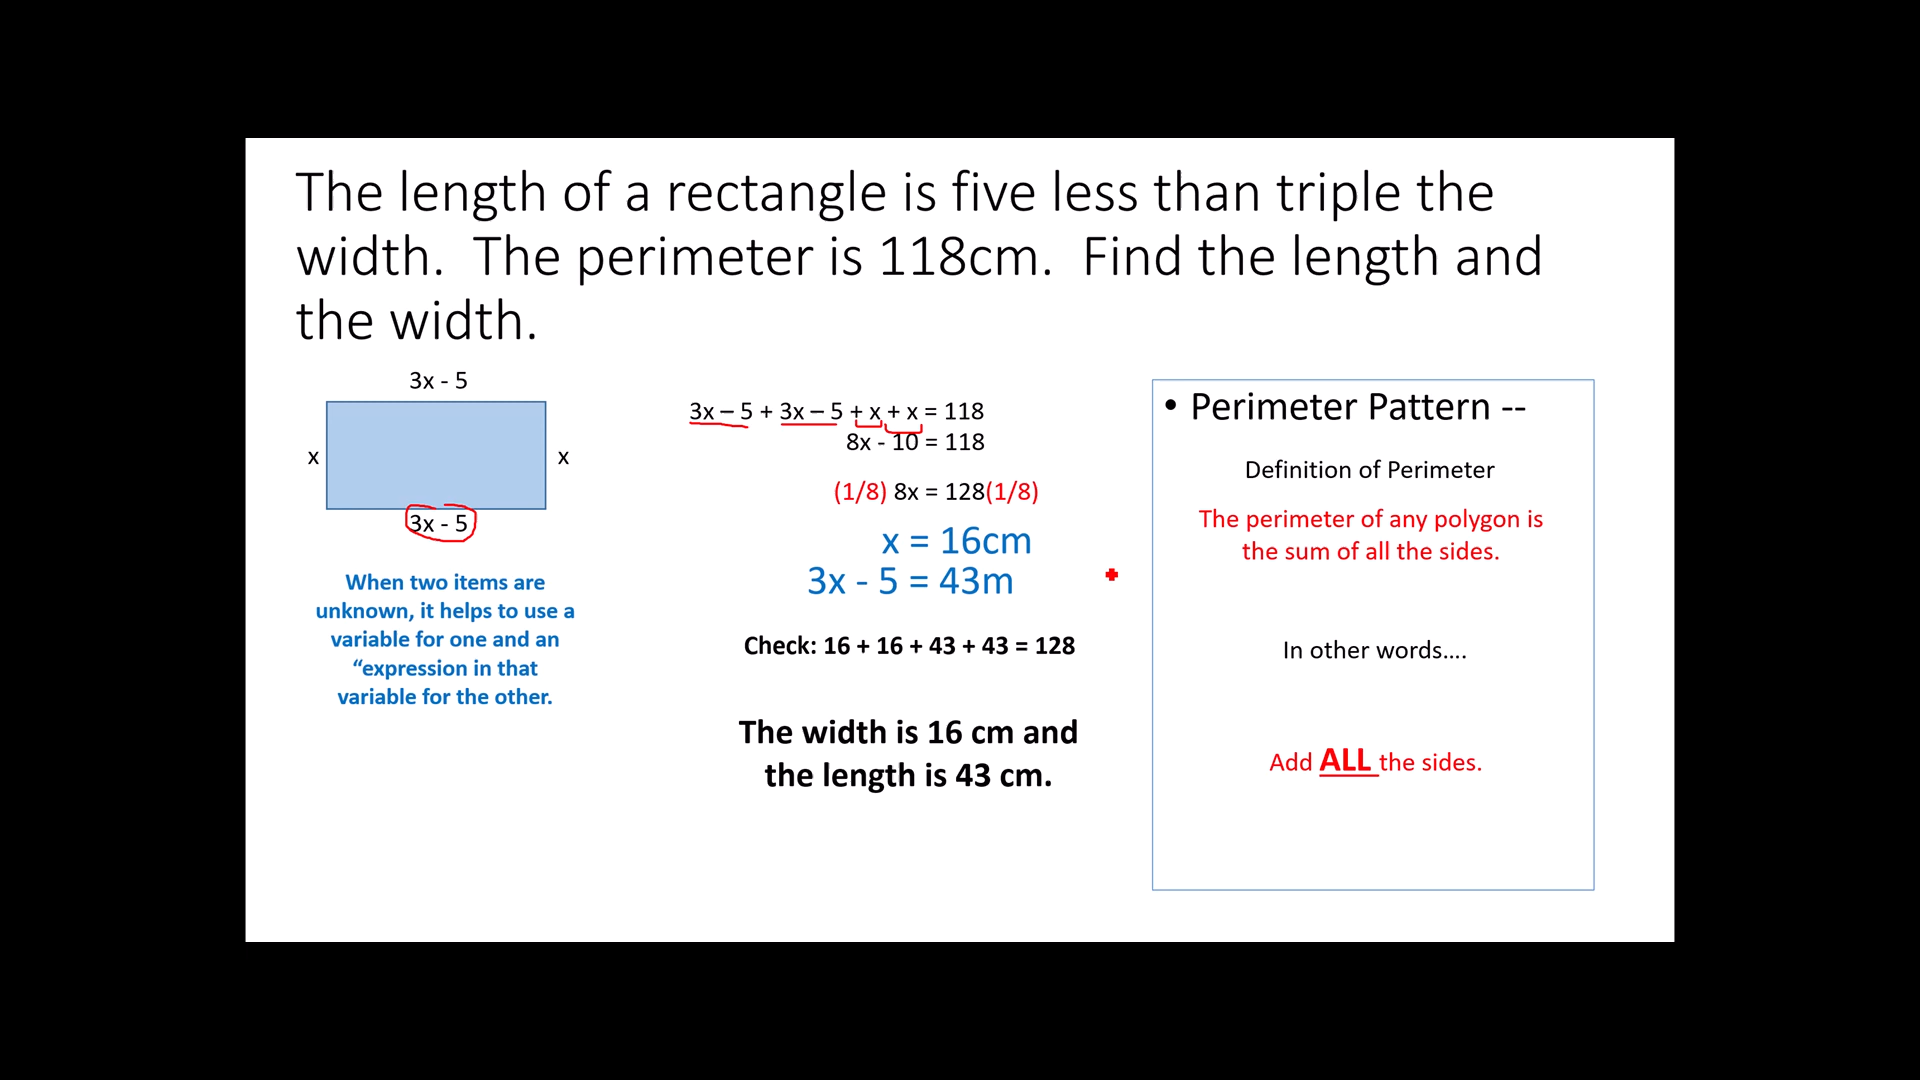 The length of a rectangle is five less than triple the
width. The perimeter is 118cm. Find the length and
the width.
3x - 5
x
x
3x - 5
When two items are
unknown, it helps to use a
variable for one and an
“expression in that
variable for the other.
3x – 5 + 3x – 5 + x + x = 118
8x - 10 = 118
(1/8) 8x = 128(1/8)
x = 16cm
3x - 5 = 43m
Check: 16 + 16 + 43 + 43 = 128
The width is 16 cm and
the length is 43 cm.
• Perimeter Pattern --
Definition of Perimeter
The perimeter of any polygon is
the sum of all the sides.
In other words....
Add ALL the sides.